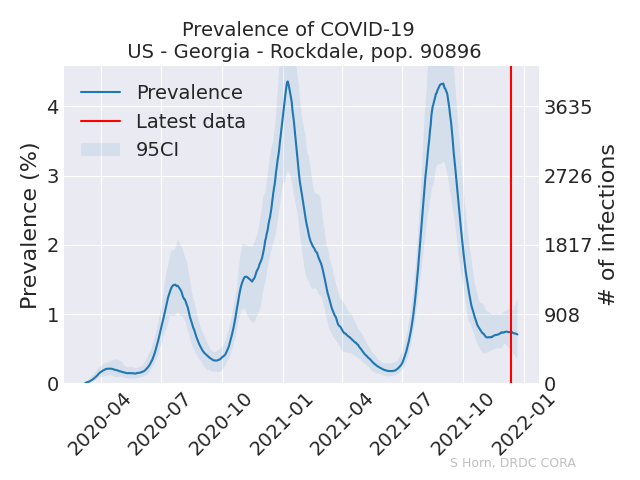 Prevalence of COVID-19
US - Georgia - Rockdale, pop. 90896
Prevalence
Latest data
95CI
Prevalence (%)
4
3
2
1
0
3635
2726
1817
908
0
# of infections
2020-04
2020-07
2020-10
2021-01
2021-04
2021-07
2021-10
2022-01
S Horn, DRDC CORA